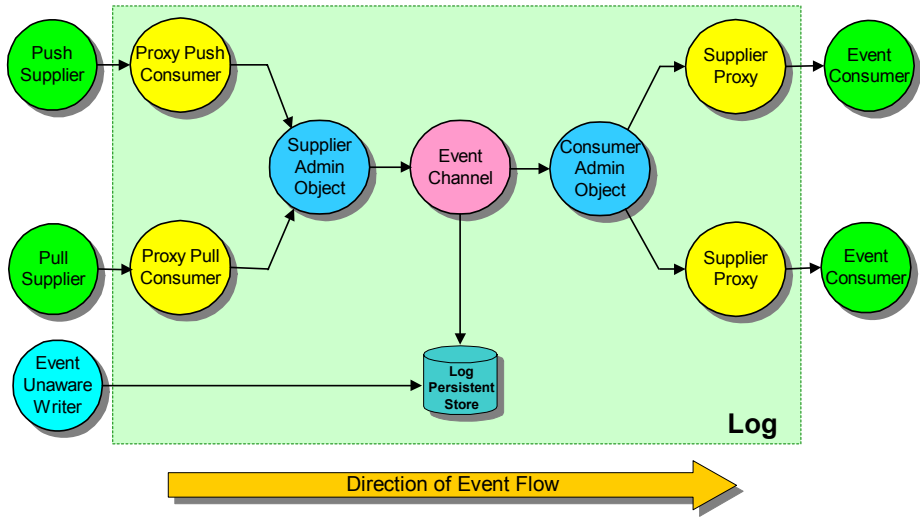 Push
Supplier
Proxy Push
Consumer
Supplier
Proxy
Event
Consumer
Supplier
Admin
Object
Event
Channel
Consumer
Admin
Object
Pull
Supplier
Proxy Pull
Consumer
Supplier
Proxy
Event
Consumer
Event
Unaware
Writer
Log
Persistent
Store
Log
Direction of Event Flow